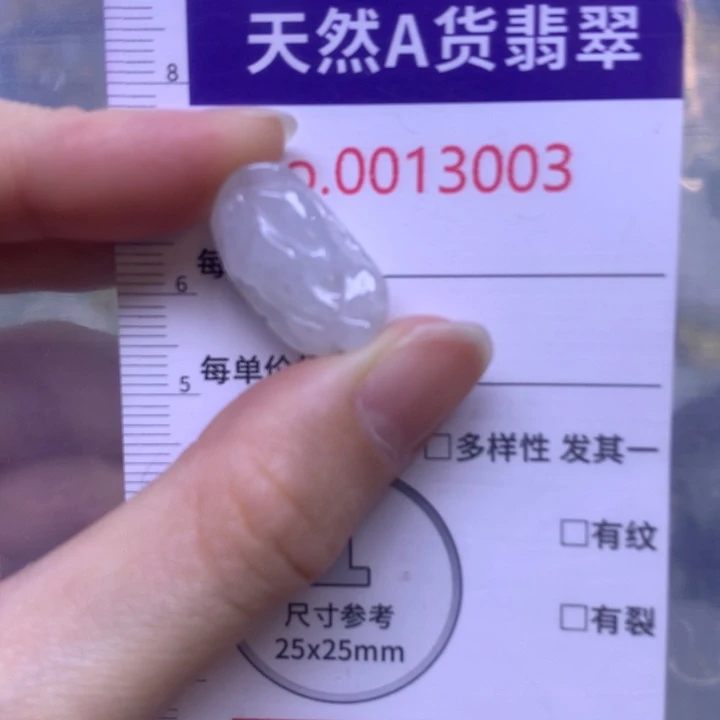 天然A货翡翠
8
o.0013003
每
6
每单价
5
□多样性 发其一
□有纹
□有裂
尺寸参考
25x25mm